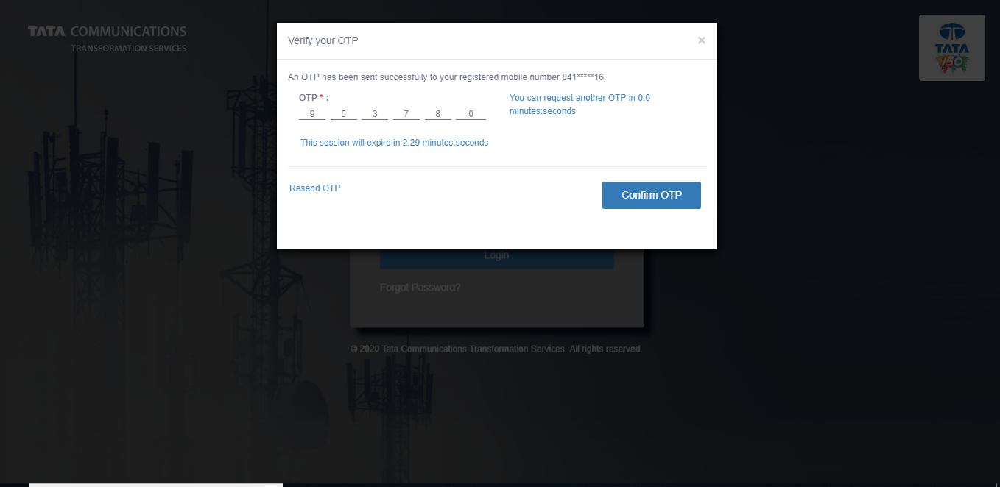 TATA COMMUNICATIONS
TRANSFORMATION SERVICES
TATA
150
Verify your OTP
×
An OTP has been sent successfully to your registered mobile number 841*****16.
OTP * :
9 5 3 7 8 0
You can request another OTP in 0:0
minutes:seconds
This session will expire in 2:29 minutes:seconds
Resend OTP
Confirm OTP
Login
Forgot Password?
© 2020 Tata Communications Transformation Services. All rights reserved.